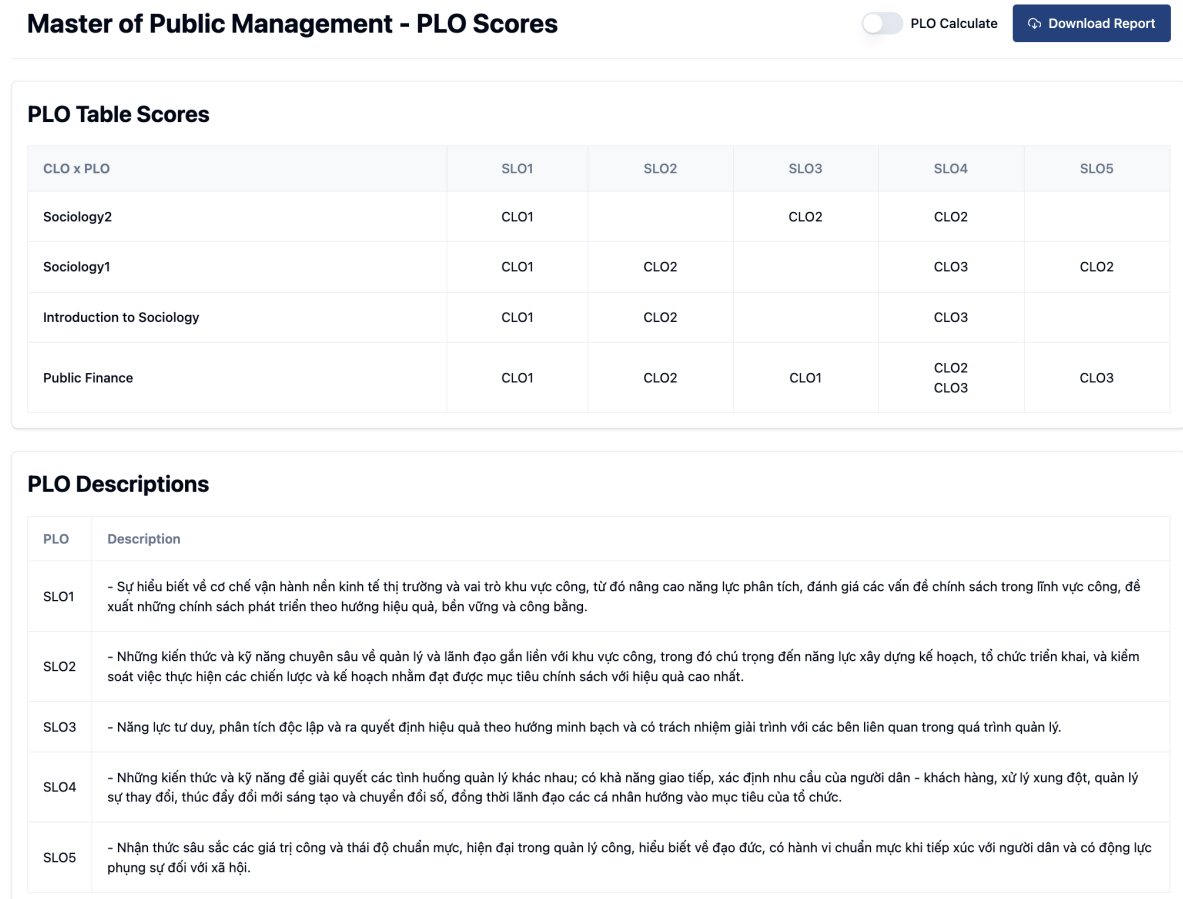 Master of Public Management - PLO Scores
PLO Calculate
Download Report
PLO Table Scores
CLO x PLO SLO1 SLO2 SLO3 SLO4 SLO5
Sociology2 CLO1 CLO2 CLO2
Sociology1 CLO1 CLO2 CLO3 CLO2
Introduction to Sociology CLO1 CLO2 CLO3
Public Finance CLO1 CLO2 CLO1 CLO2 CLO3
CLO3
PLO Descriptions
PLO Description
SLO1 - Sự hiểu biết về cơ chế vận hành nền kinh tế thị trường và vai trò khu vực công, từ đó nâng cao năng lực phân tích, đánh giá các vấn đề chính sách trong lĩnh vực công, đề
xuất những chính sách phát triển theo hướng hiệu quả, bền vững và công bằng.
SLO2 - Những kiến thức và kỹ năng chuyên sâu về quản lý và lãnh đạo gắn liền với khu vực công, trong đó chú trọng đến năng lực xây dựng kế hoạch, tổ chức triển khai, và kiểm
soát việc thực hiện các chiến lược và kế hoạch nhằm đạt được mục tiêu chính sách với hiệu quả cao nhất.
SLO3 - Năng lực tư duy, phân tích độc lập và ra quyết định hiệu quả theo hướng minh bạch và có trách nhiệm giải trình với các bên liên quan trong quá trình quản lý.
SLO4 - Những kiến thức và kỹ năng để giải quyết các tình huống quản lý khác nhau; có khả năng giao tiếp, xác định nhu cầu của người dân - khách hàng, xử lý xung đột, quản lý
sự thay đổi, thúc đẩy đổi mới sáng tạo và chuyển đổi số, đồng thời lãnh đạo các cá nhân hướng vào mục tiêu của tổ chức.
SLO5 - Nhận thức sâu sắc các giá trị công và thái độ chuẩn mực, hiện đại trong quản lý công, hiểu biết về đạo đức, có hành vi chuẩn mực khi tiếp xúc với người dân và có động lực
phụng sự đối với xã hội.